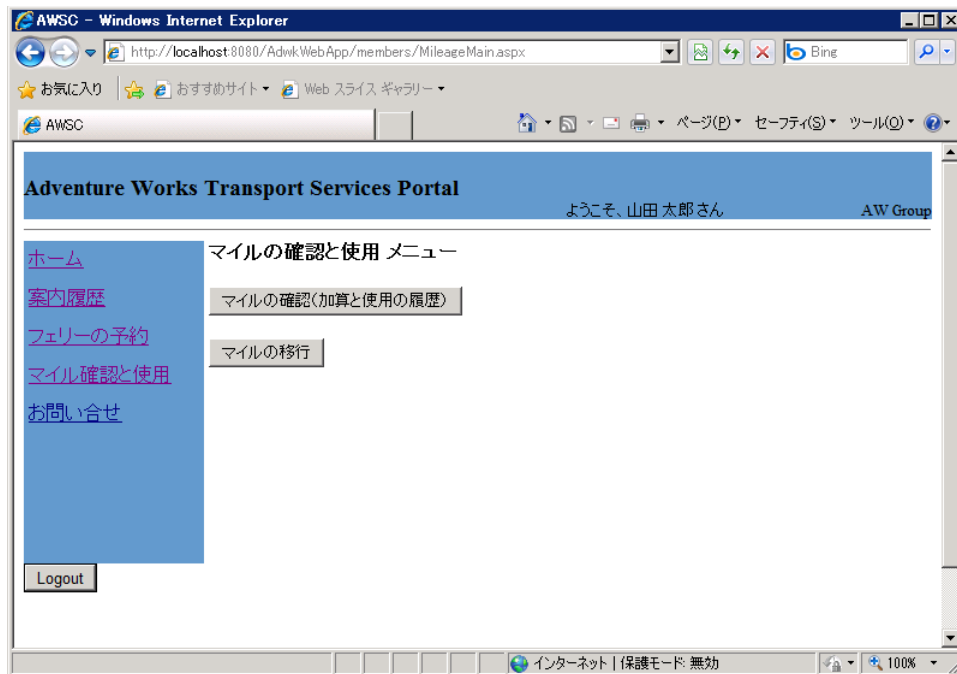 AWSC - Windows Internet Explorer
http://localhost:8080/AdwkWebApp/members/MileageMain.aspx
Bing
お気に入り
おすすめサイト
Web スライス ギャラリー
AWSC
ページ(P)
セーフティ(S)
ツール(O)
Adventure Works Transport Services Portal
ようこそ、山田 太郎 さん
AW Group
ホーム
案内履歴
フェリーの予約
マイル確認と使用
お問い合せ
マイルの確認と使用 メニュー
マイルの確認(加算と使用の履歴)
マイルの移行
Logout
インターネット | 保護モード: 無効
100%